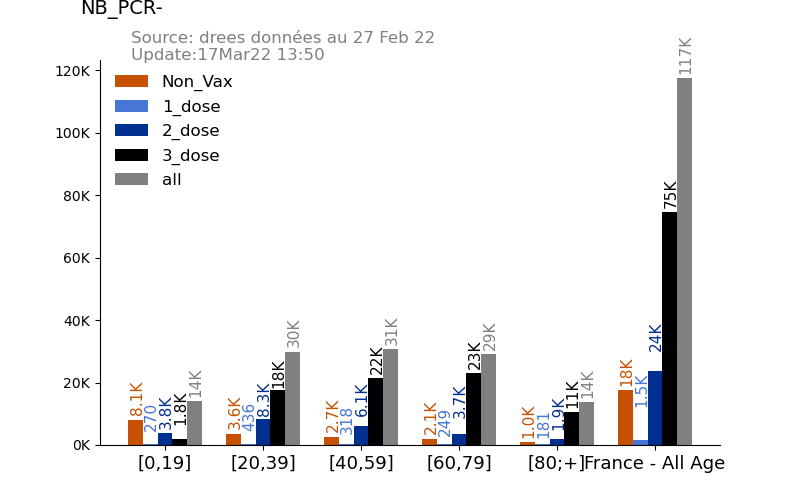 NB_PCR-
Source: drees données au 27 Feb 22
Update:17Mar22 13:50
Non_Vax
1_dose
2_dose
3_dose
all
120K
100K
80K
60K
40K
20K
0K
8.1K 270 3.8K 1.8K 14K
3.6K 436 8.3K 18K 30K
2.7K 318 6.1K 22K 31K
2.1K 249 3.7K 23K 29K
1.0K 181 1.9K 11K 14K
18K 1.5K 24K 75K 117K
[0,19] [20,39] [40,59] [60,79] [80;+] France - All Age